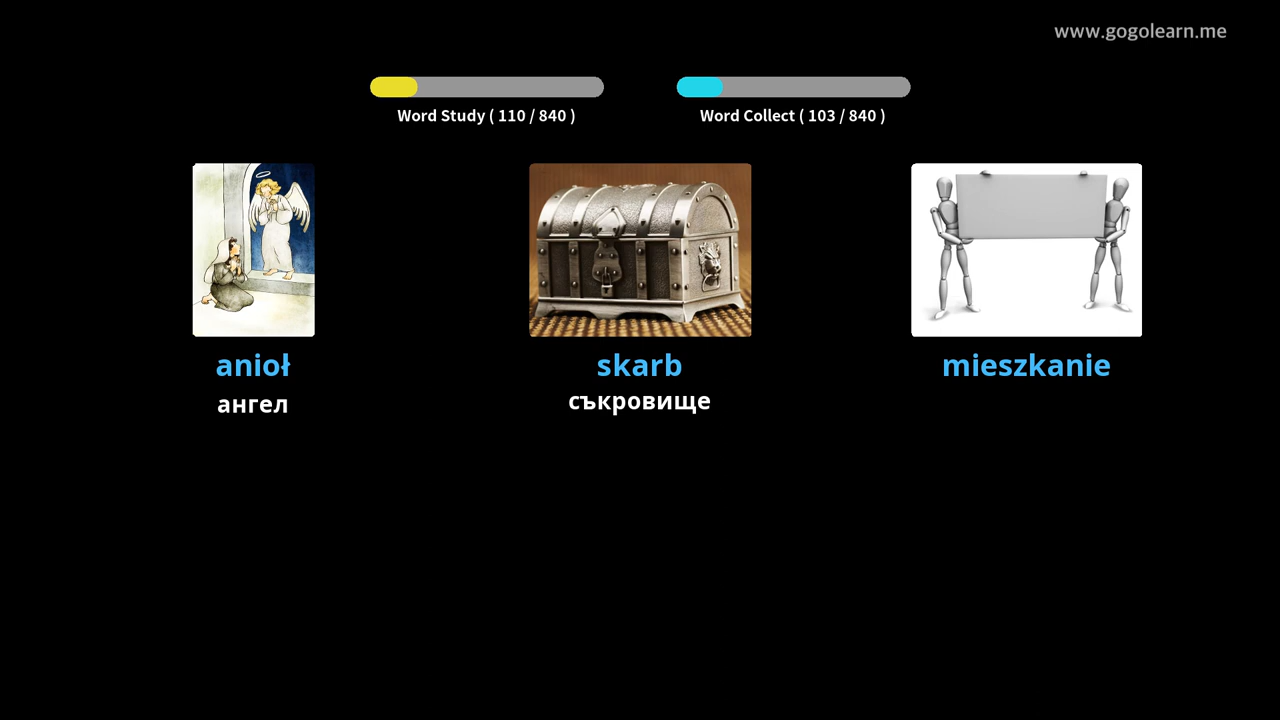 www.gogolearn.me
Word Study ( 110 / 840 )
Word Collect ( 103 / 840 )
anioł
ангел
skarb
съкровище
mieszkanie